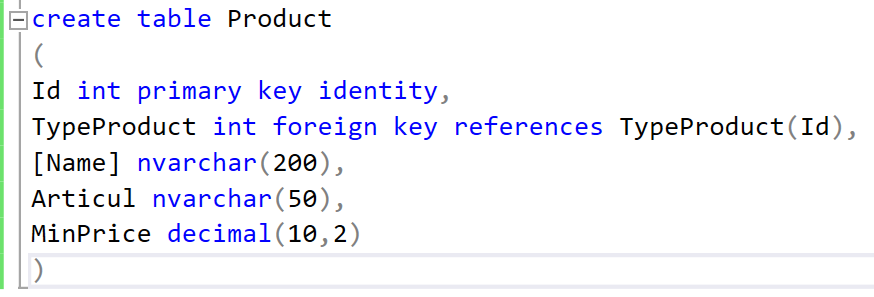 create table Product
(
Id int primary key identity,
TypeProduct int foreign key references TypeProduct(Id),
[Name] nvarchar(200),
Articul nvarchar(50),
MinPrice decimal(10,2)
)